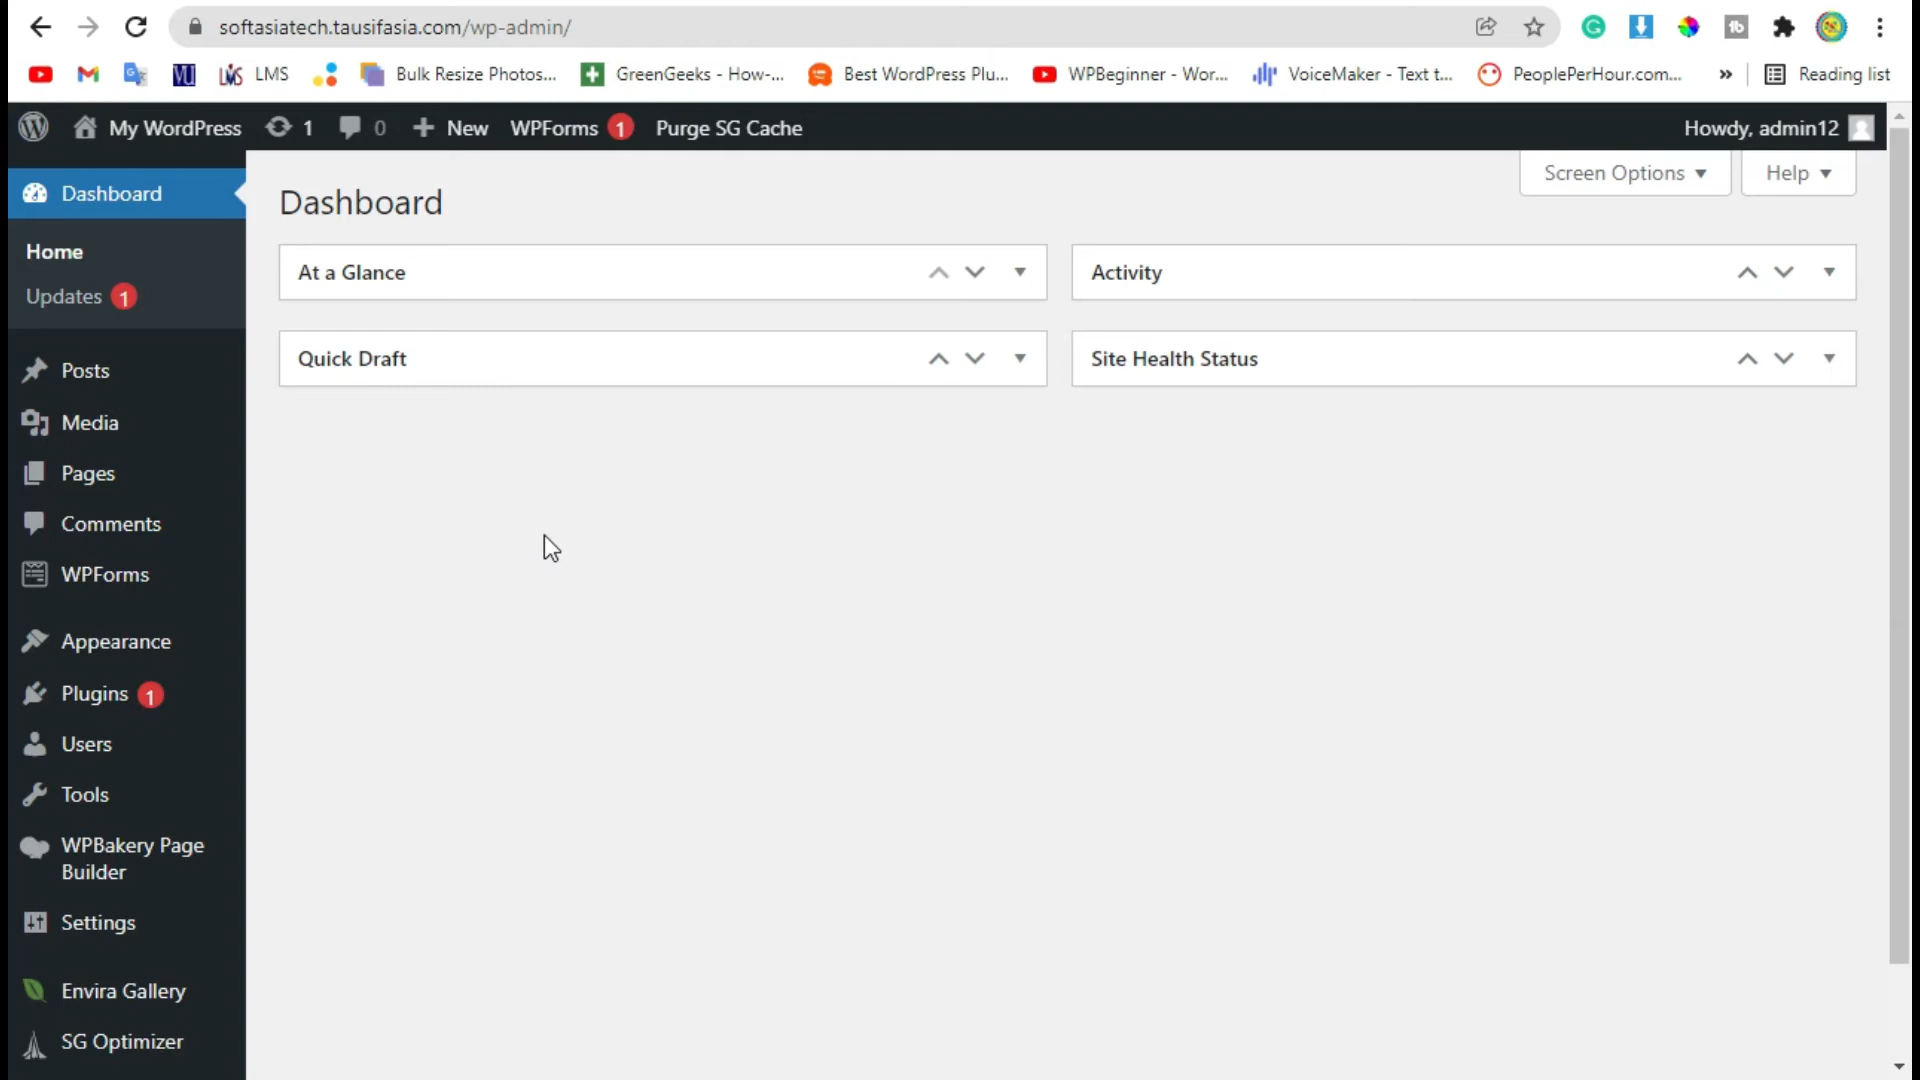 softasiatech.tausifasia.com/wp-admin/
LMS
Bulk Resize Photos...
GreenGeeks - How-...
Best WordPress Plu...
WPBeginner - Wor...
VoiceMaker - Text t...
PeoplePerHour.com...
»
Reading list
My WordPress
1
0
New
WPForms 1
Purge SG Cache
Howdy, admin12
Dashboard
Home
Updates 1
Posts
Media
Pages
Comments
WPForms
Appearance
Plugins 1
Users
Tools
WPBakery Page
Builder
Settings
Envira Gallery
SG Optimizer
Screen Options
Help
Dashboard
At a Glance
Activity
Quick Draft
Site Health Status